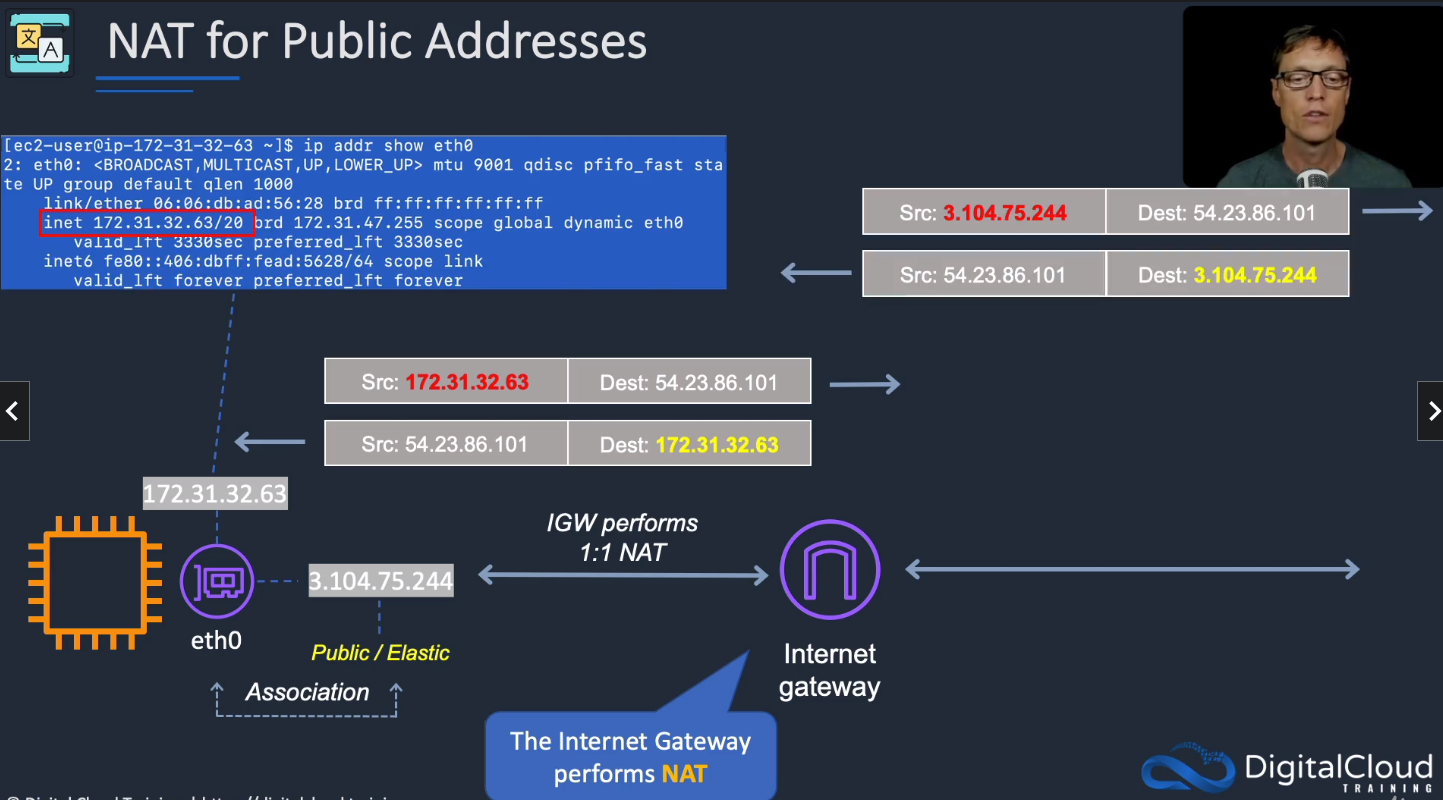 文
A
NAT for Public Addresses
[ec2-user@ip-172-31-32-63 ~]$ ip addr show eth0
2: eth0: <BROADCAST,MULTICAST,UP,LOWER_UP> mtu 9001 qdisc pfifo_fast sta
te UP group default qlen 1000
link/ether 06:06:db:ad:56:28 brd ff:ff:ff:ff:ff:ff
inet 172.31.32.63/20 brd 172.31.47.255 scope global dynamic eth0
valid_lft 3330sec preferred_lft 3330sec
inet6 fe80::406:dbff:fead:5628/64 scope link
valid_lft forever preferred_lft forever
Src: 3.104.75.244 Dest: 54.23.86.101
Src: 54.23.86.101 Dest: 3.104.75.244
Src: 172.31.32.63 Dest: 54.23.86.101
Src: 54.23.86.101 Dest: 172.31.32.63
172.31.32.63
IGW performs
1:1 NAT
3.104.75.244
eth0
Public / Elastic
Association
Internet
gateway
The Internet Gateway
performs NAT
DigitalCloud
TRAINING
© Digital Cloud Training